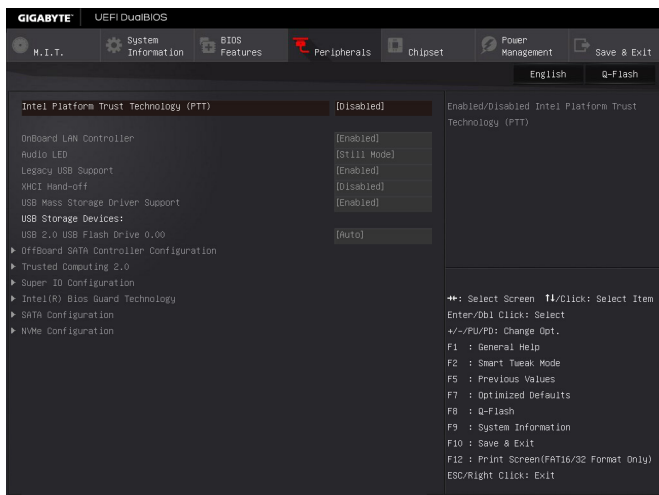 GIGABYTE™ UEFI DualBIOS
M.I.T.
System Information
BIOS Features
Peripherals
Chipset
Power Management
Save & Exit
English Q-Flash
Intel Platform Trust Technology (PTT) [Disabled]
OnBoard LAN Controller [Enabled]
Audio LED [Still Mode]
Legacy USB Support [Enabled]
XHCI Hand-off [Disabled]
USB Mass Storage Driver Support [Enabled]
USB Storage Devices:
USB 2.0 USB Flash Drive 0.00 [Auto]
OffBoard SATA Controller Configuration
Trusted Computing 2.0
Super IO Configuration
Intel(R) Bios Guard Technology
SATA Configuration
NVMe Configuration
Enabled/Disabled Intel Platform Trust
Technology (PTT)
→←: Select Screen ↑↓/Click: Select Item
Enter/Dbl Click: Select
+/-/PU/PD: Change Opt.
F1 : General Help
F2 : Smart Tweak Mode
F5 : Previous Values
F7 : Optimized Defaults
F8 : Q-Flash
F9 : System Information
F10 : Save & Exit
F12 : Print Screen(FAT16/32 Format Only)
ESC/Right Click: Exit